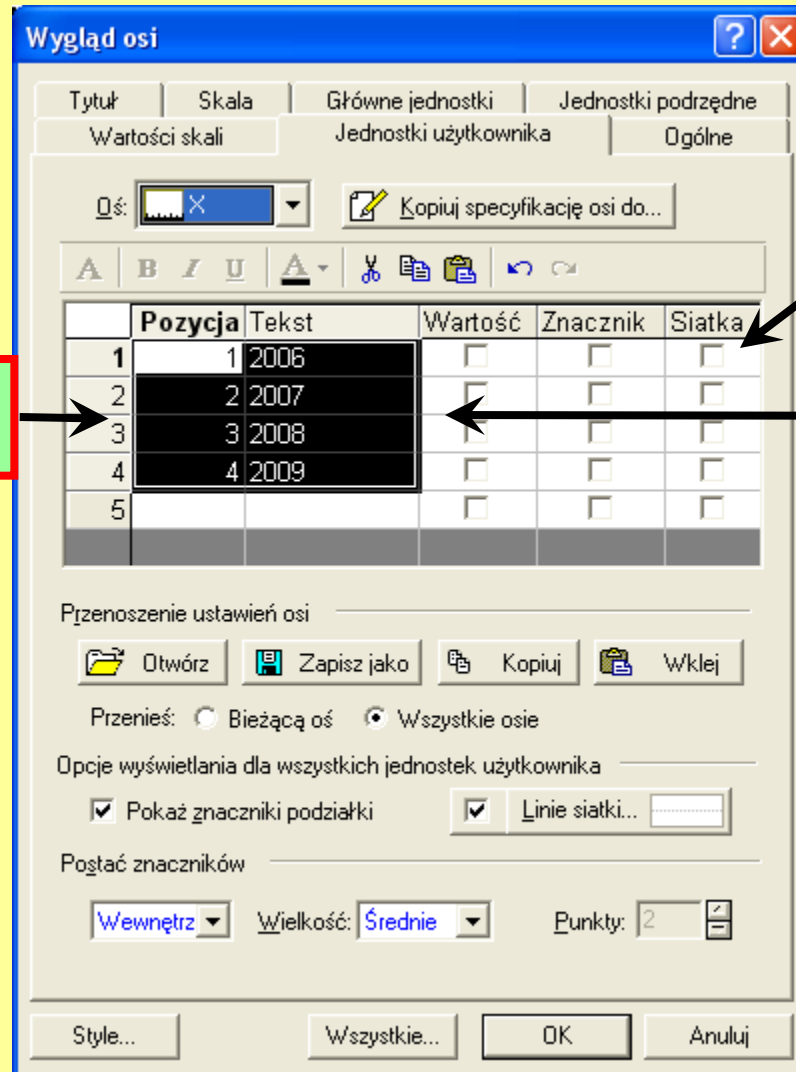 Wygląd osi
Tytuł Skala Główne jednostki Jednostki podrzędne
Wartości skali Jednostki użytkownika Ogólne
Oś: X Kopiuj specyfikację osi do...
A B I U A
Pozycja Tekst Wartość Znacznik Siatka
1 1 2006
2 2 2007
3 3 2008
4 4 2009
5
Przenoszenie ustawień osi
Otwórz Zapisz jako Kopiuj Wklej
Przenieś: Bieżącą oś Wszystkie osie
Opcje wyświetlania dla wszystkich jednostek użytkownika
Pokaż znaczniki podziałki Linie siatki...
Postać znaczników
Wewnętrz Wielkość: Średnie Punkty: 2
Style... Wszystkie... OK Anuluj